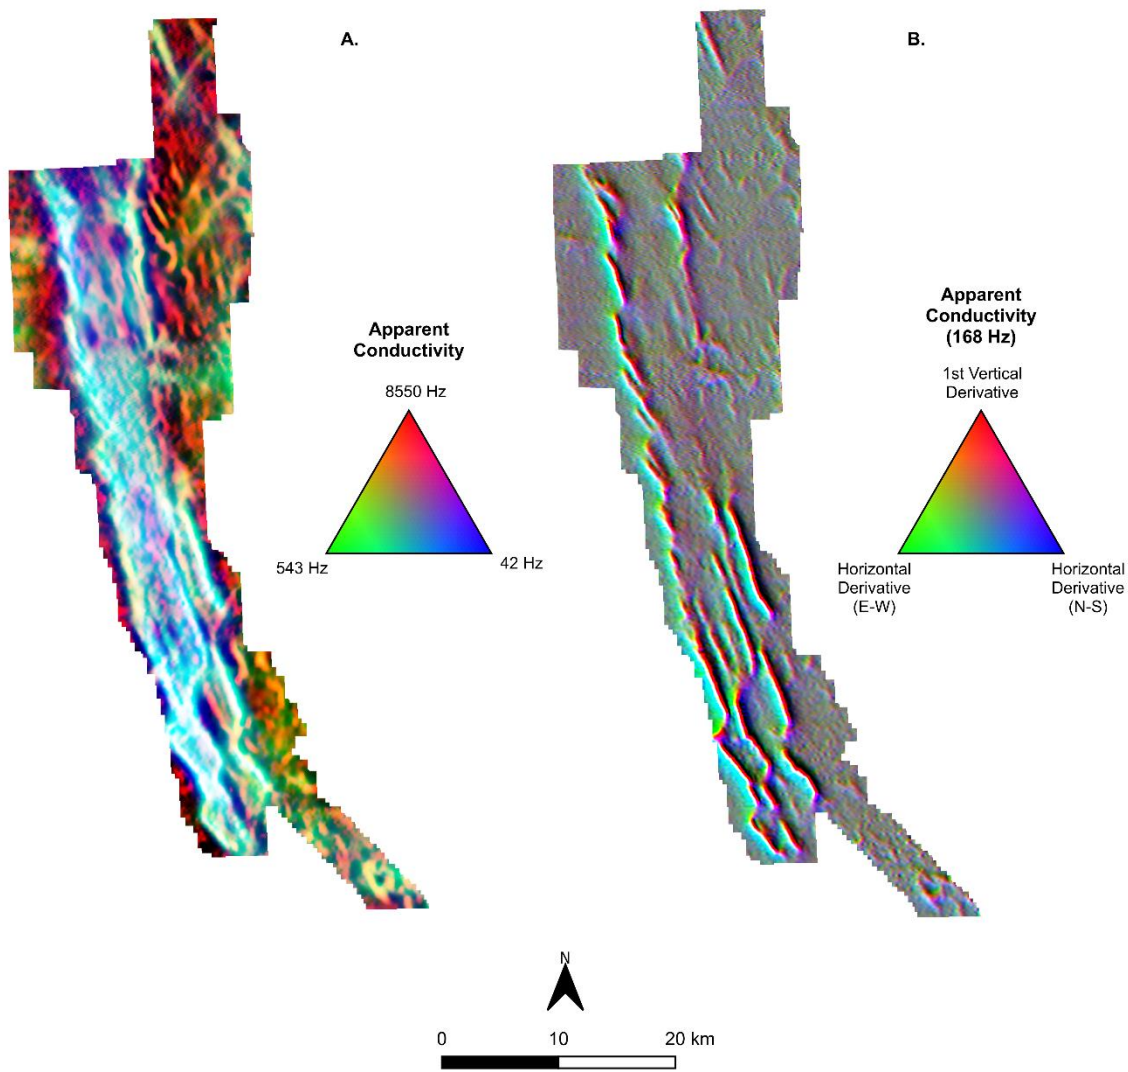 A.
B.
Apparent
Conductivity
8550 Hz
543 Hz
42 Hz
Apparent
Conductivity
(168 Hz)
1st Vertical
Derivative
Horizontal
Derivative
(E-W)
Horizontal
Derivative
(N-S)
N
0 10 20 km